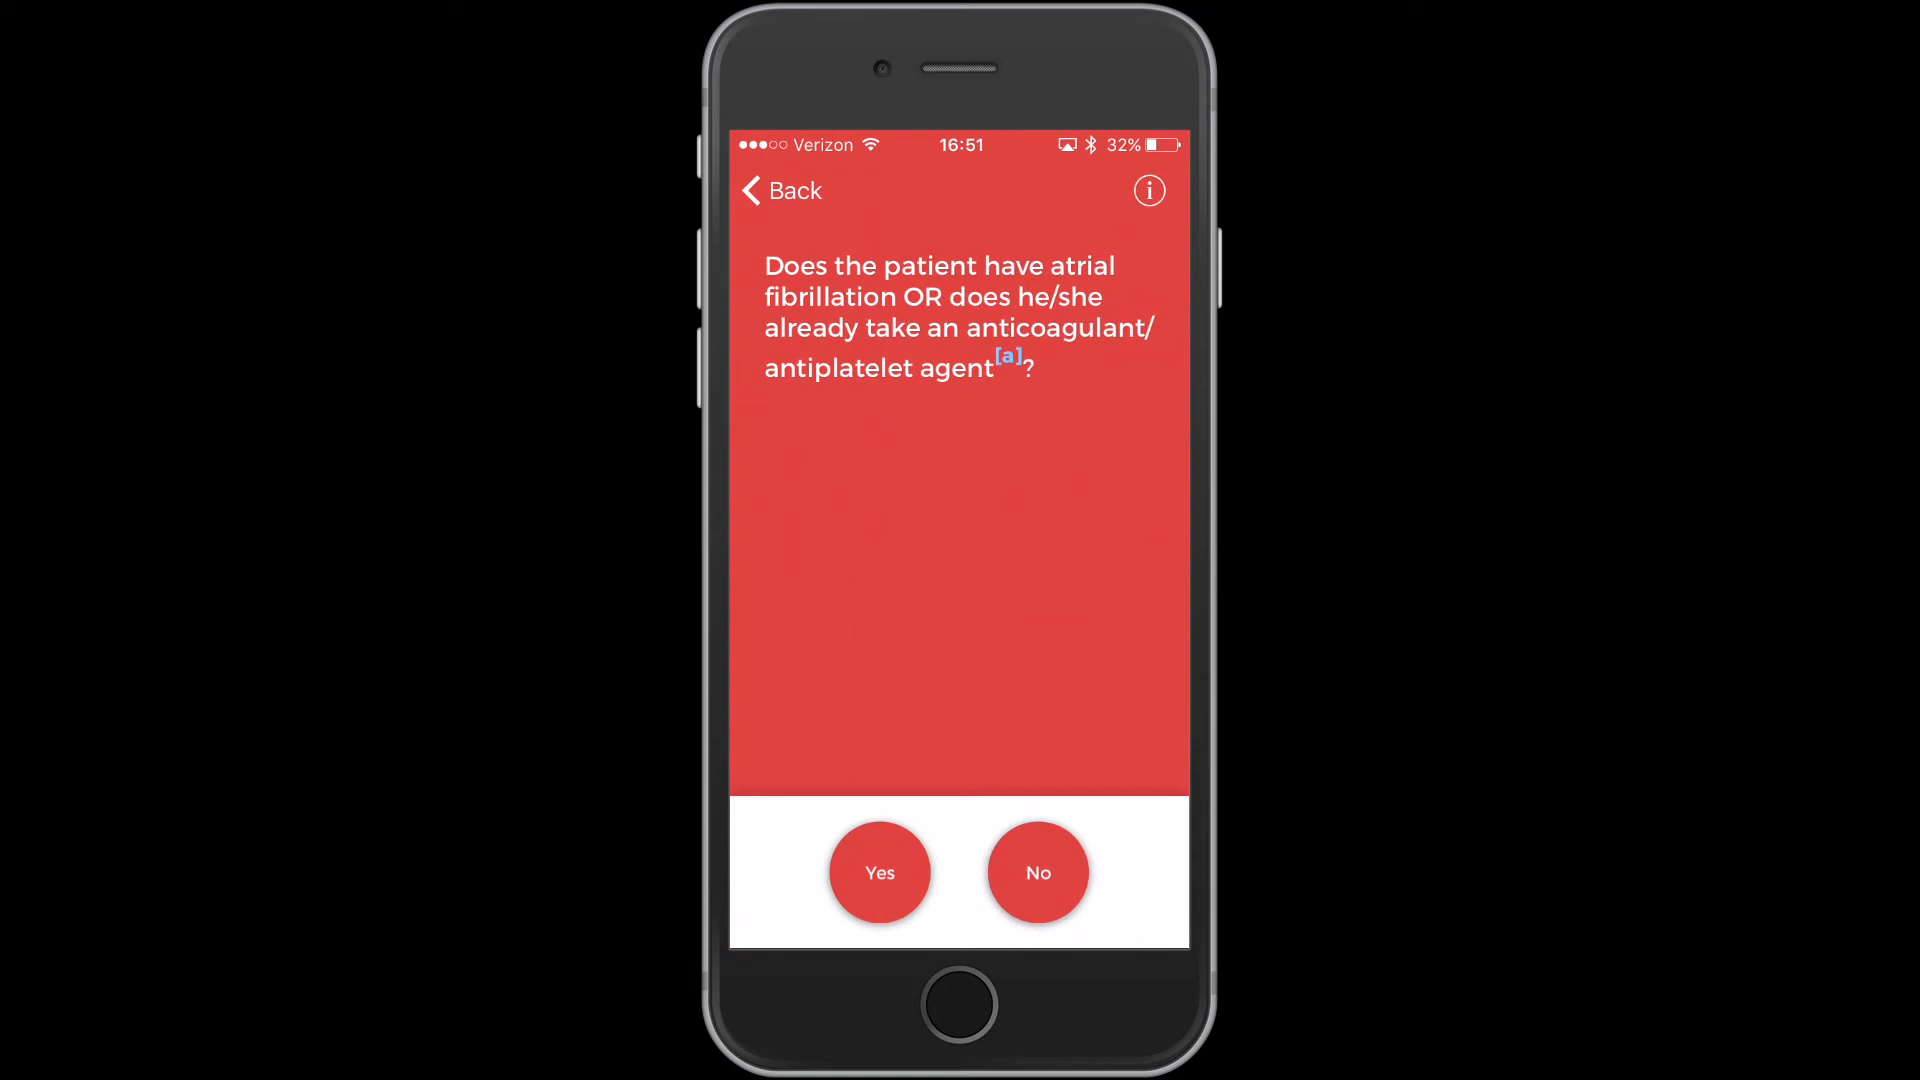 Verizon 16:51 32%
Back
Does the patient have atrial
fibrillation OR does he/she
already take an anticoagulant/
antiplatelet agent[a]?
Yes No